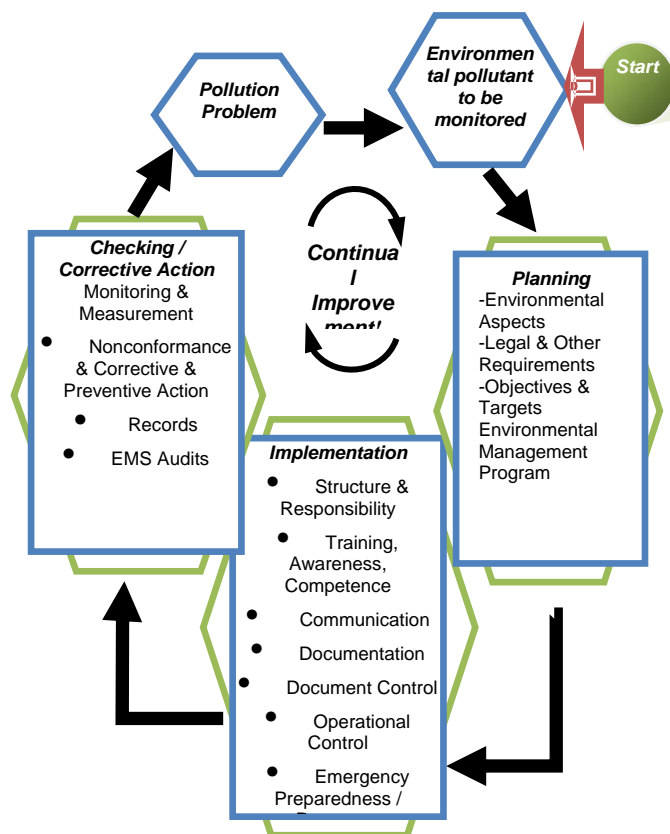 Start
Environmen
tal pollutant
to be
monitored
Pollution
Problem
Planning
-Environmental
Aspects
-Legal & Other
Requirements
-Objectives &
Targets
Environmental
Management
Program
Implementation
• Structure &
Responsibility
• Training,
Awareness,
Competence
• Communication
• Documentation
• Document Control
• Operational
Control
• Emergency
Preparedness /
Checking /
Corrective Action
Monitoring &
Measurement
• Nonconformance
& Corrective &
Preventive Action
• Records
• EMS Audits
Continua
l
Improve
ment!